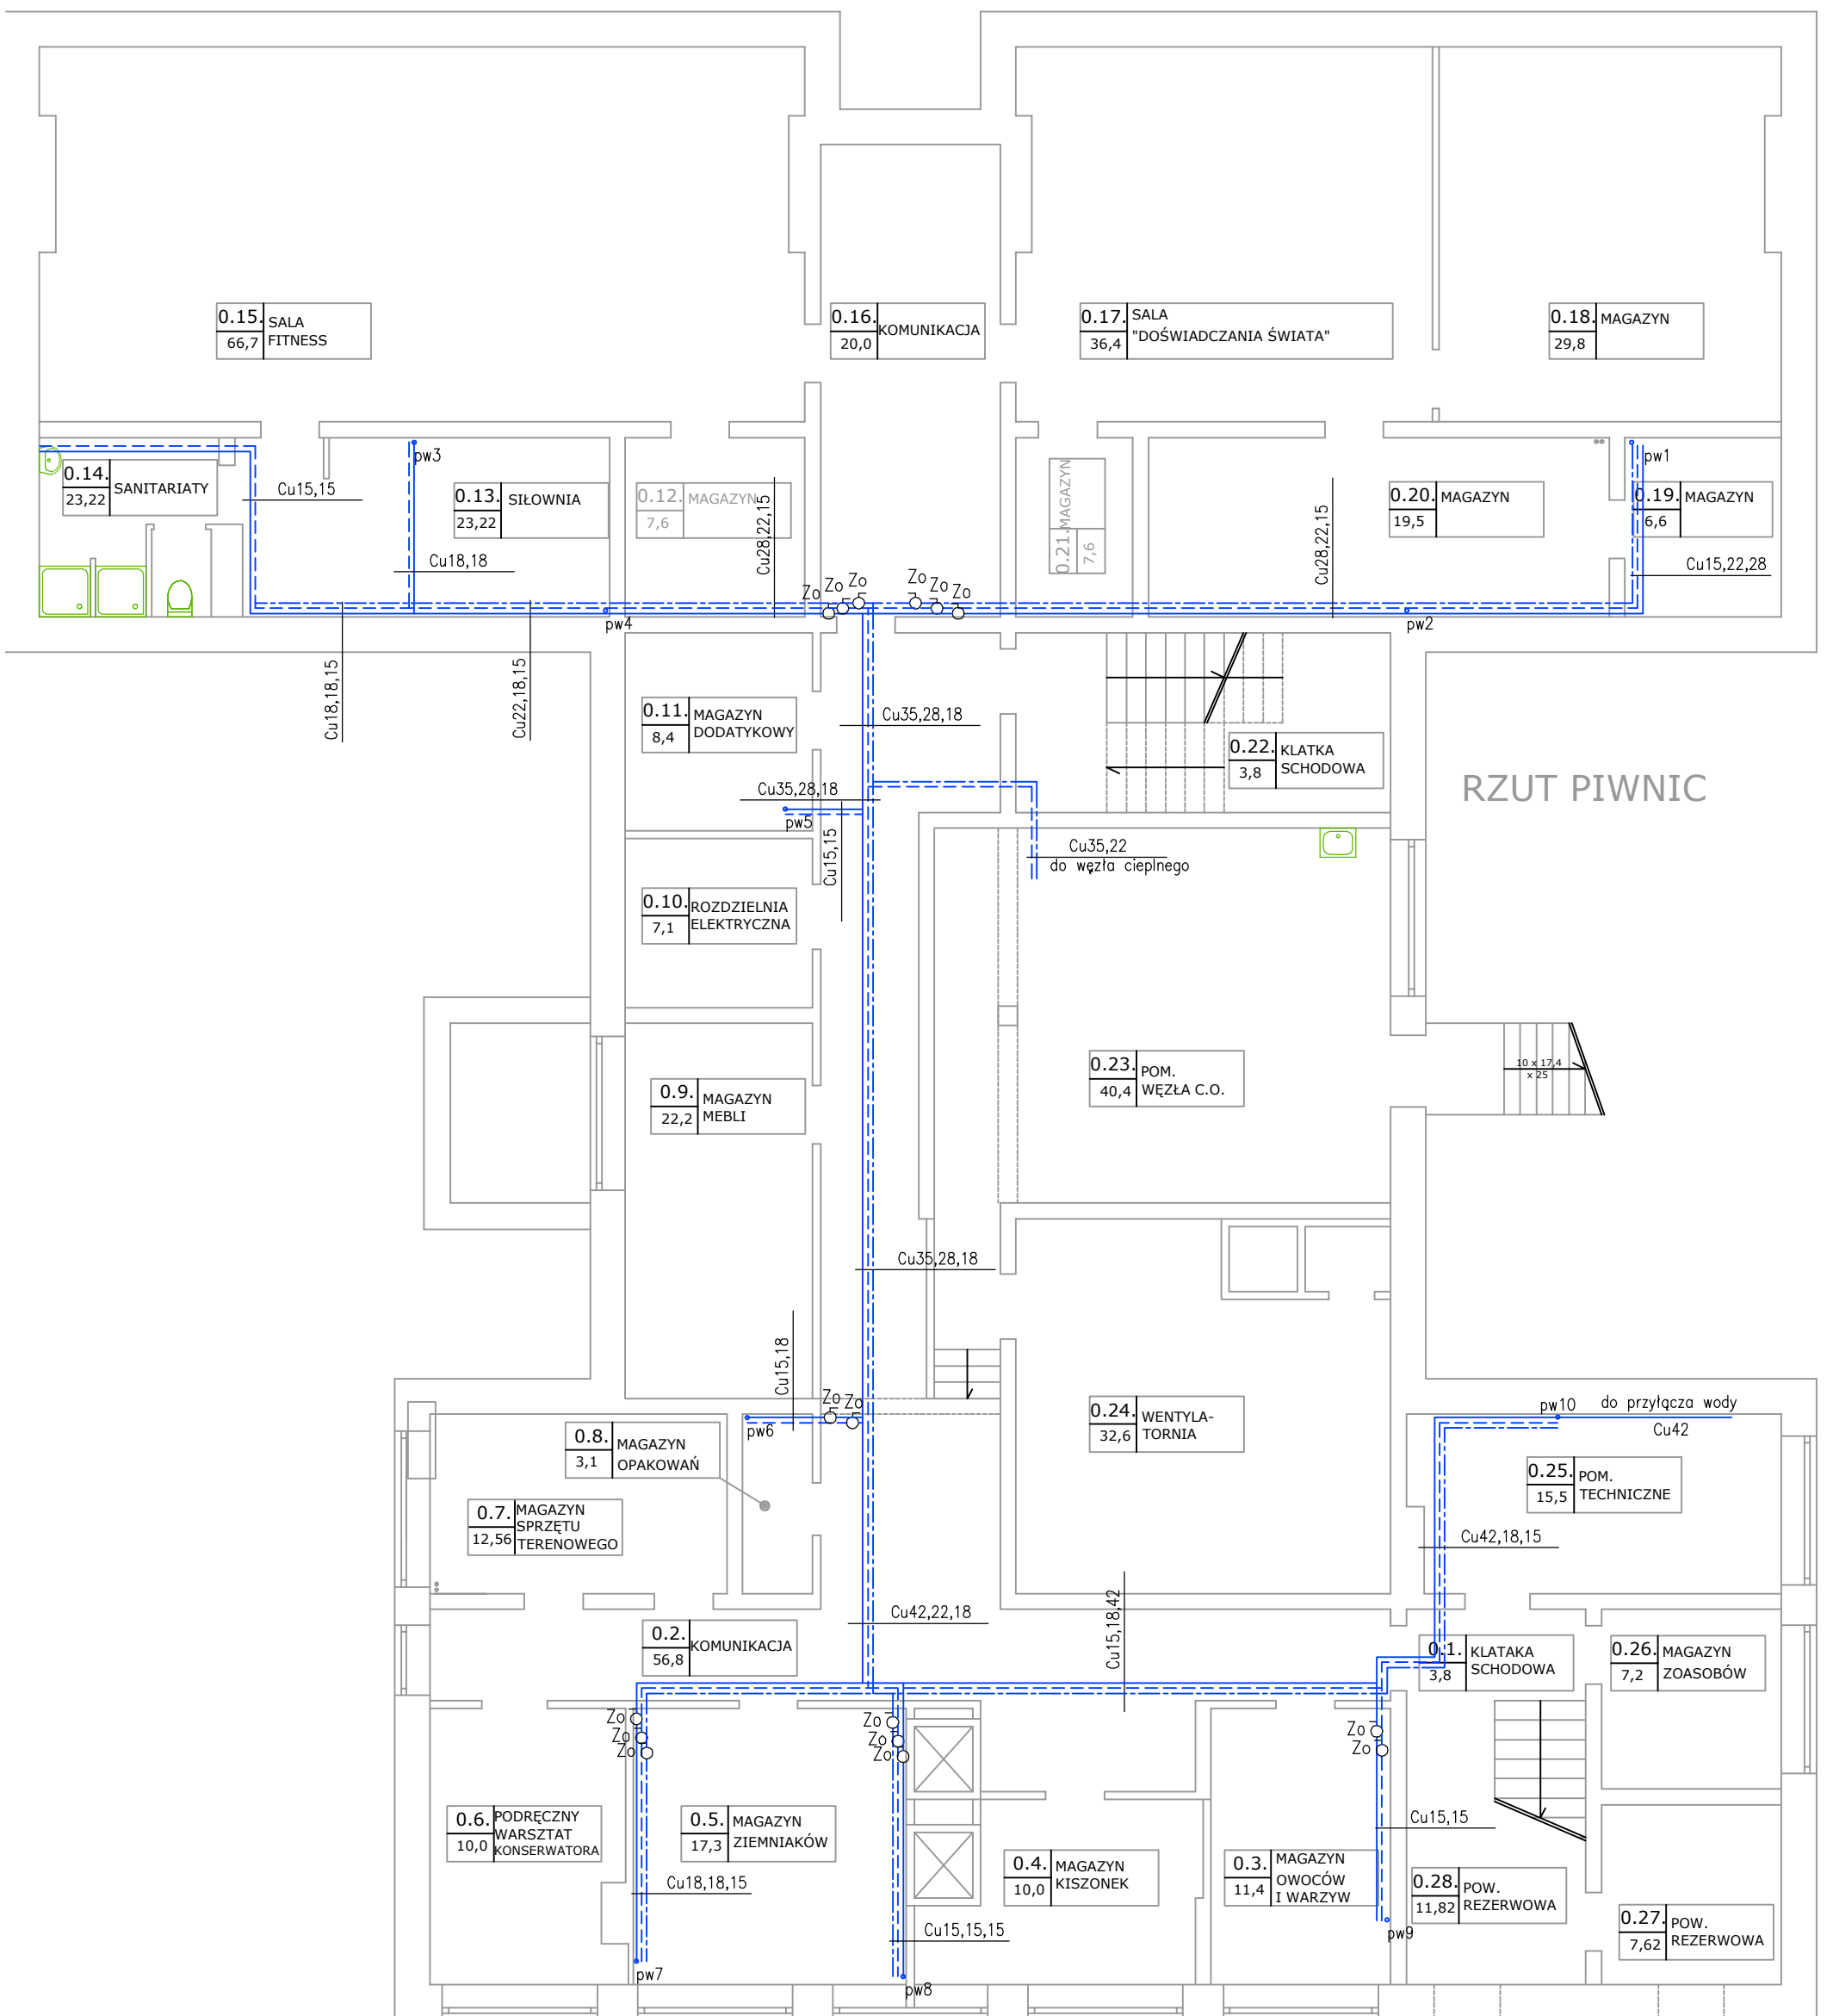 0.15.
SALA
FITNESS
66,7
0.16.
KOMUNIKACJA
20,0
0.17.
SALA
"DOŚWIADCZANIA ŚWIATA"
36,4
0.18.
MAGAZYN
29,8
pw3
0.14.
SANITARIATY
23,22
Cu15,15
0.13.
SIŁOWNIA
23,22
Cu18,18
0.12.
MAGAZYN
7,6
Cu28,22,15
0.21.
MAGAZYN
7,6
Cu28,22,15
0.20.
MAGAZYN
19,5
pw1
0.19.
MAGAZYN
6,6
Cu15,22,28
Zo
Zo
Zo
Zo
Zo
Zo
pw4
pw2
Cu18,18,15
Cu22,18,15
0.11.
MAGAZYN
DODATYKOWY
8,4
Cu35,28,18
0.22.
KLATKA
SCHODOWA
3,8
RZUT PIWNIC
Cu35,28,18
pw5
Cu15,15
Cu35,22
do węzła cieplnego
0.10.
ROZDZIELNIA
ELEKTRYCZNA
7,1
0.9.
MAGAZYN
MEBLI
22,2
0.23.
POM.
WĘZŁA C.O.
40,4
10 x 17,4
x 25
Cu35,28,18
Cu15,18
Zo
Zo
pw6
0.8.
MAGAZYN
OPAKOWAŃ
3,1
0.24.
WENTYLA-
TORNIA
32,6
pw10
do przyłącza wody
Cu42
0.25.
POM.
TECHNICZNE
15,5
0.7.
MAGAZYN
SPRZĘTU
TERENOWEGO
12,56
Cu42,18,15
Cu42,22,18
Cu15,18,42
0.2.
KOMUNIKACJA
56,8
0.1.
KLATAKA
SCHODOWA
3,8
0.26.
MAGAZYN
ZOASOBÓW
7,2
Zo
Zo
Zo
Zo
Zo
Zo
Zo
Zo
0.6.
PODRĘCZNY
WARSZTAT
KONSERWATORA
10,0
0.5.
MAGAZYN
ZIEMNIAKÓW
17,3
Cu15,15
0.4.
MAGAZYN
KISZONEK
10,0
0.3.
MAGAZYN
OWOCÓW
I WARZYW
11,4
Cu18,18,15
0.28.
POW.
REZERWOWA
11,82
0.27.
POW.
REZERWOWA
7,62
Cu15,15,15
pw9
pw7
pw8